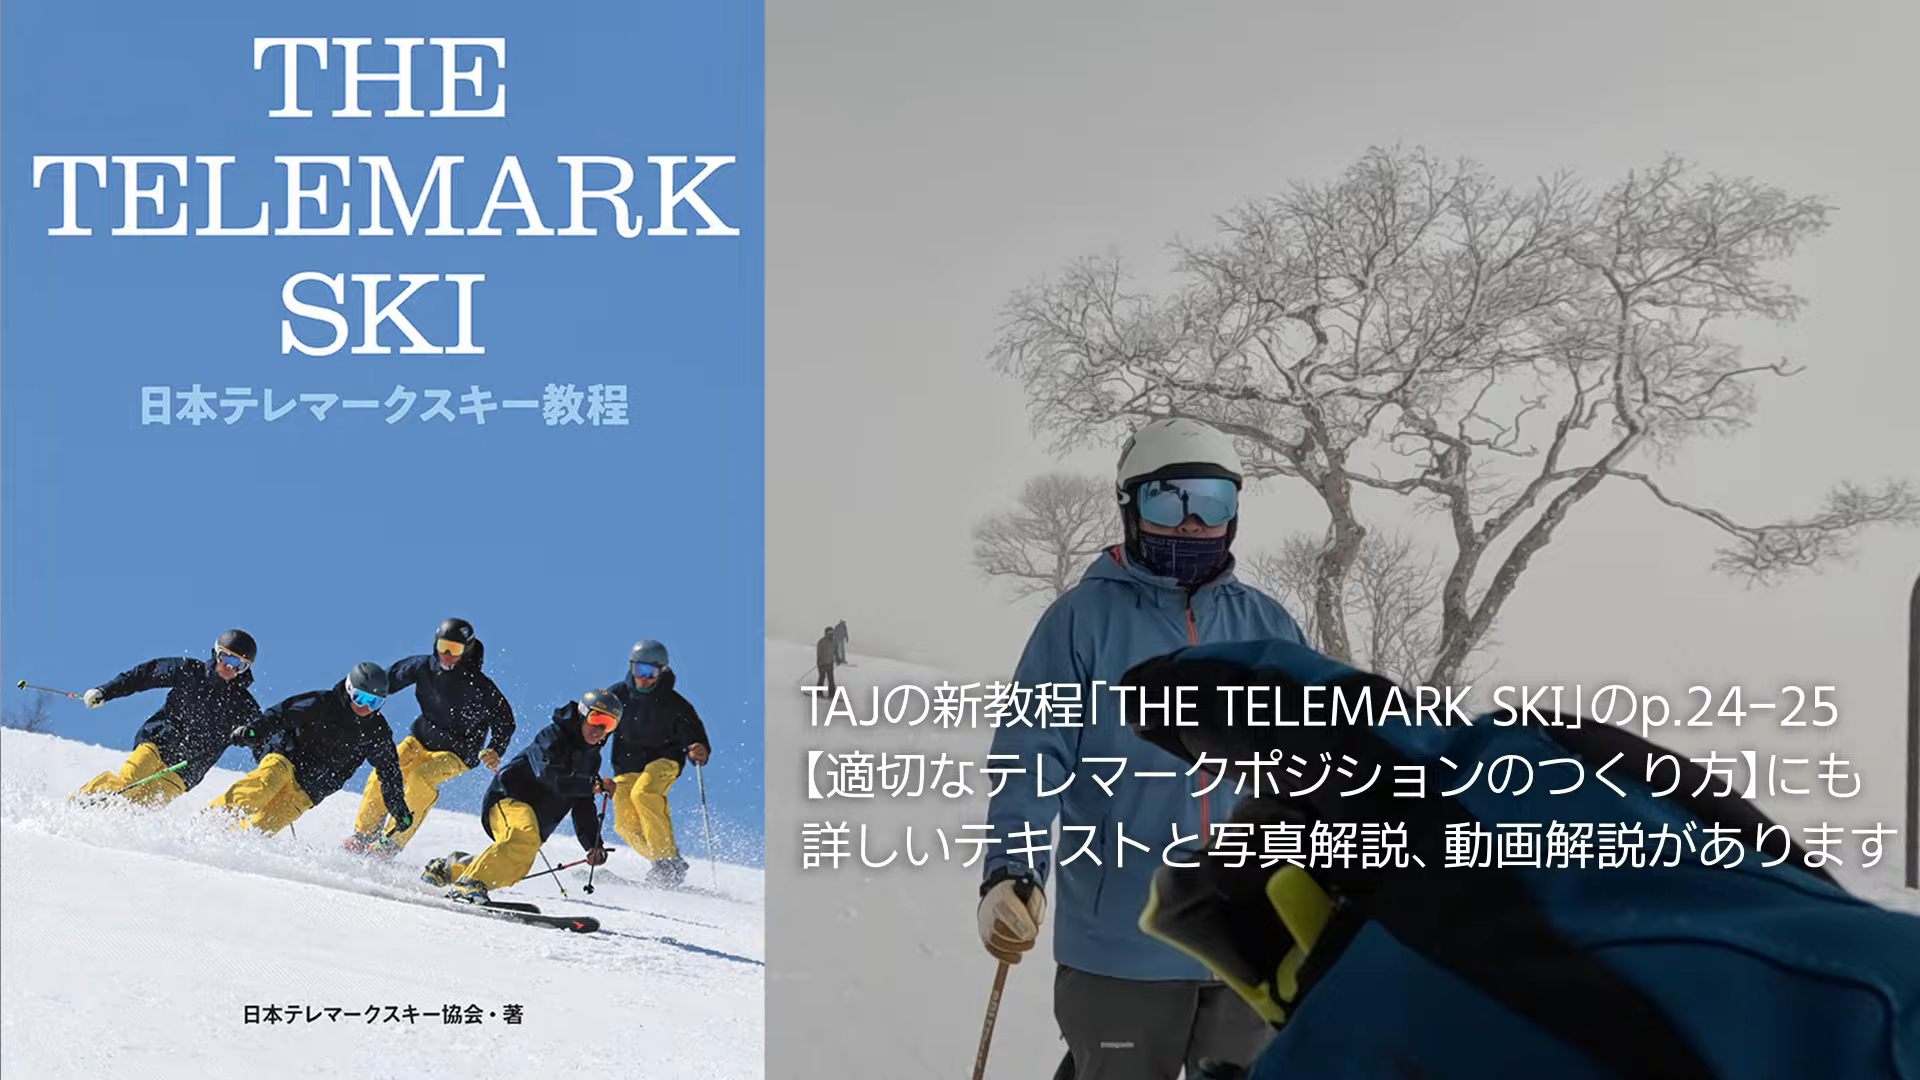 THE
TELEMARK
SKI
日本テレマークスキー教程
日本テレマークスキー協会・著
TAJの新教程「THE TELEMARK SKI」のp.24–25
【適切なテレマークポジションのつくり方】にも
詳しいテキストと写真解説、動画解説があります